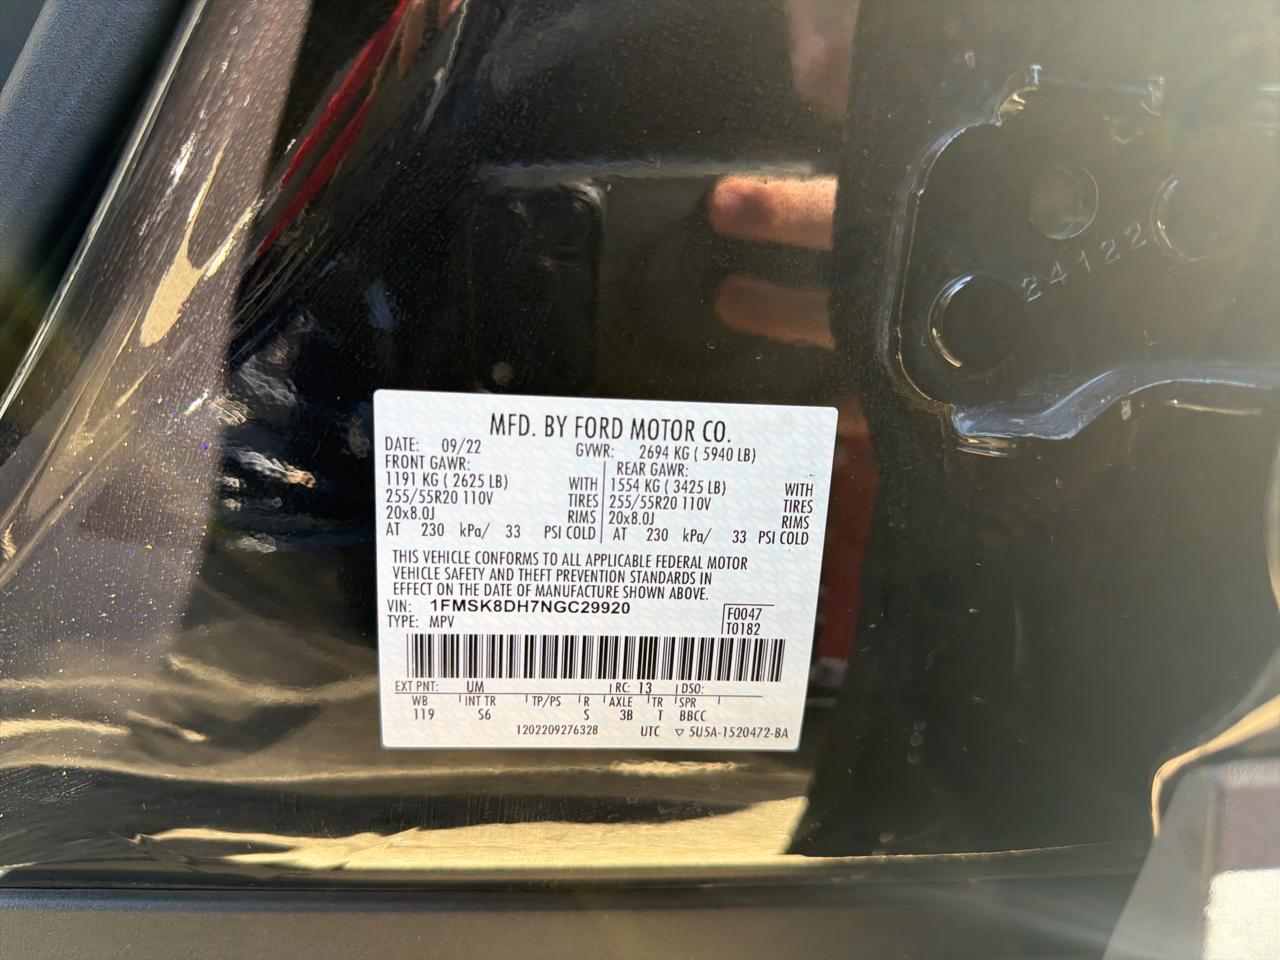 241222
MFD. BY FORD MOTOR CO.
DATE: 09/22 GVWR: 2694 KG ( 5940 LB)
FRONT GAWR: REAR GAWR:
1191 KG ( 2625 LB) WITH 1554 KG ( 3425 LB) WITH
255/55R20 110V TIRES 255/55R20 110V TIRES
20x8.0J RIMS 20x8.0J RIMS
AT 230 kPa/ 33 PSI COLD AT 230 kPa/ 33 PSI COLD
THIS VEHICLE CONFORMS TO ALL APPLICABLE FEDERAL MOTOR
VEHICLE SAFETY AND THEFT PREVENTION STANDARDS IN
EFFECT ON THE DATE OF MANUFACTURE SHOWN ABOVE.
VIN: 1FMSK8DH7NGC29920 F0047
TYPE: MPV T0182
EXT PNT: UM RC: 13 DSO:
WB INT TR TP/PS R AXLE TR SPR
119 S6 S 3B T BBCC
1202209276328 UTC ▽ 5U5A-1520472-BA